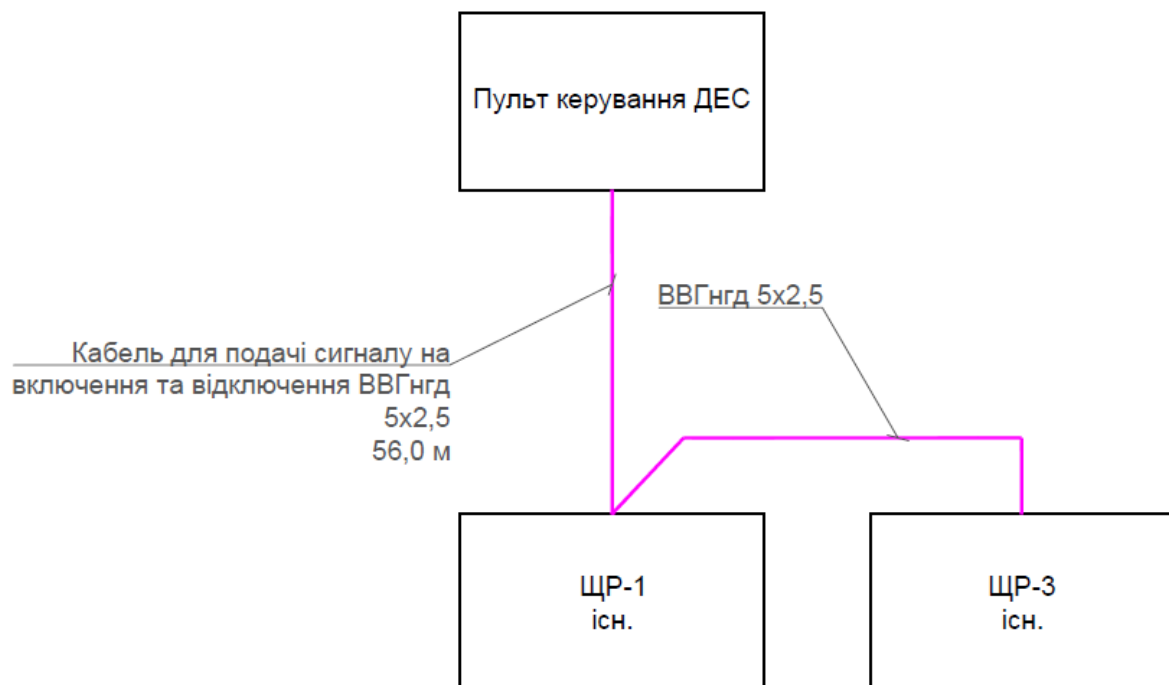 Пульт керування ДЕС
ВВГнгд 5х2,5
Кабель для подачі сигналу на
включення та відключення ВВГнгд
5х2,5
56,0 м
ЩР-1
існ.
ЩР-3
існ.